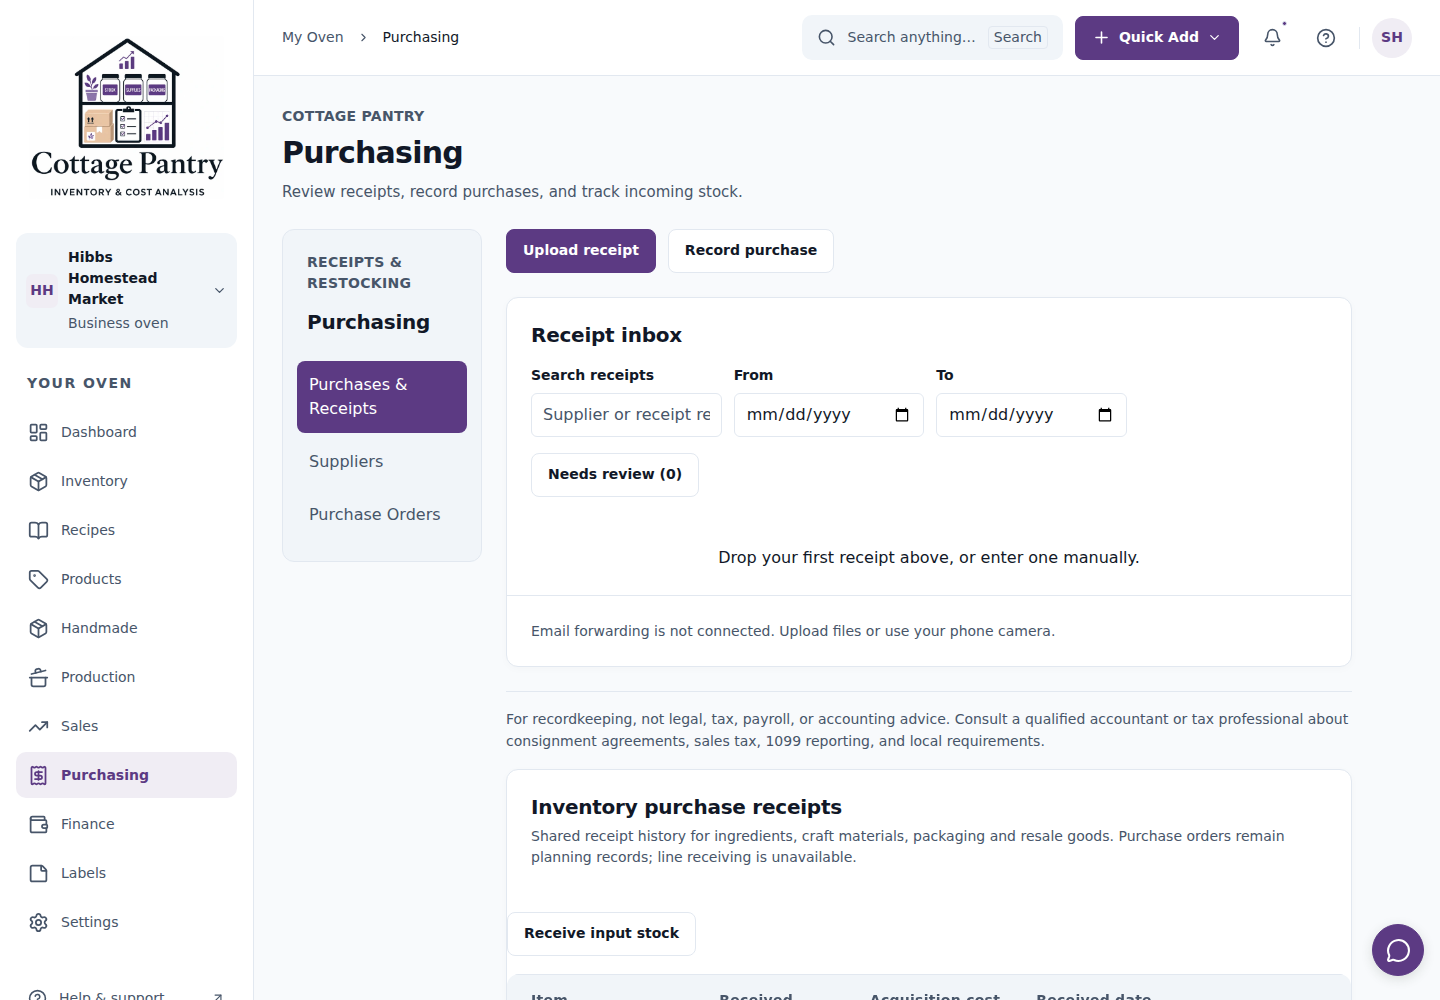 My Oven > Purchasing
Search anything...
Search
Quick Add
SH
Cottage Pantry
INVENTORY & COST ANALYSIS
HH
Hibbs
Homestead
Market
Business oven
YOUR OVEN
Dashboard
Inventory
Recipes
Products
Handmade
Production
Sales
Purchasing
Finance
Labels
Settings
Help & support
COTTAGE PANTRY
Purchasing
Review receipts, record purchases, and track incoming stock.
RECEIPTS &
RESTOCKING
Purchasing
Purchases &
Receipts
Suppliers
Purchase Orders
Upload receipt
Record purchase
Receipt inbox
Search receipts
From
To
Supplier or receipt re
mm/dd/yyyy
mm/dd/yyyy
Needs review (0)
Drop your first receipt above, or enter one manually.
Email forwarding is not connected. Upload files or use your phone camera.
For recordkeeping, not legal, tax, payroll, or accounting advice. Consult a qualified accountant or tax professional about
consignment agreements, sales tax, 1099 reporting, and local requirements.
Inventory purchase receipts
Shared receipt history for ingredients, craft materials, packaging and resale goods. Purchase orders remain
planning records; line receiving is unavailable.
Receive input stock
Item
Received
Acquisition cost
Received date